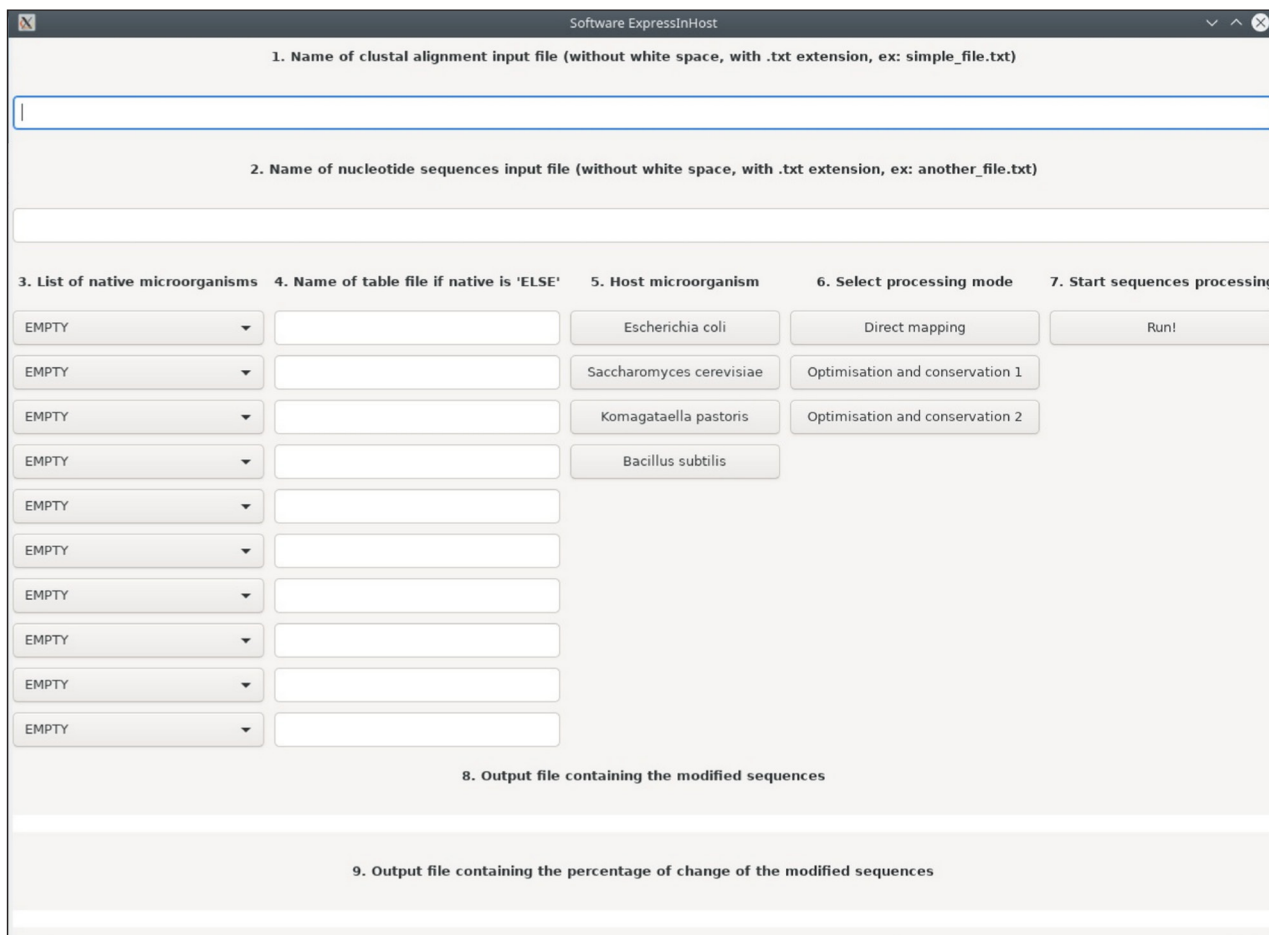 Software ExpressInHost
1. Name of clustal alignment input file (without white space, with .txt extension, ex: simple_file.txt)
2. Name of nucleotide sequences input file (without white space, with .txt extension, ex: another_file.txt)
3. List of native microorganisms 4. Name of table file if native is 'ELSE' 5. Host microorganism 6. Select processing mode 7. Start sequences processing
EMPTY Escherichia coli Direct mapping Run!
EMPTY Saccharomyces cerevisiae Optimisation and conservation 1
EMPTY Komagataella pastoris Optimisation and conservation 2
EMPTY Bacillus subtilis
EMPTY
EMPTY
EMPTY
EMPTY
EMPTY
EMPTY
8. Output file containing the modified sequences
9. Output file containing the percentage of change of the modified sequences